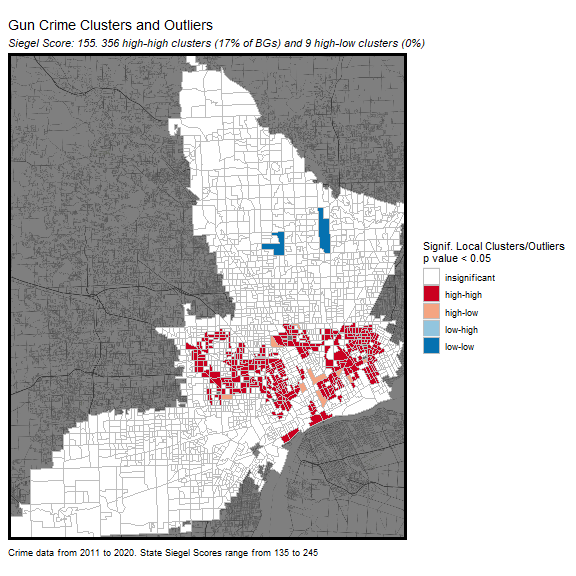 Gun Crime Clusters and Outliers
Siegel Score: 155. 356 high-high clusters (17% of BGs) and 9 high-low clusters (0%)
Signif. Local Clusters/Outliers
p value < 0.05
insignificant
high-high
high-low
low-high
low-low
Crime data from 2011 to 2020. State Siegel Scores range from 135 to 245